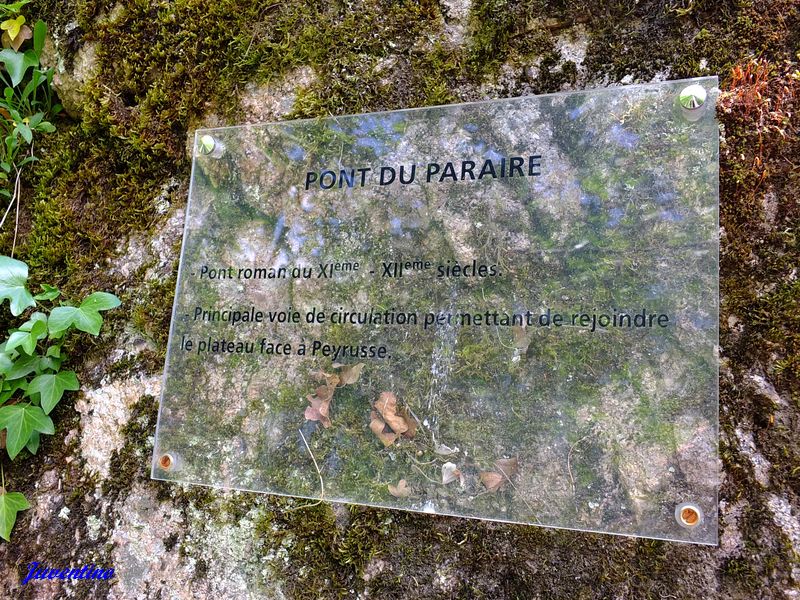 PONT DU PARAIRE
- Pont roman du XIème - XIIème siècles.
- Principale voie de circulation permettant de rejoindre
le plateau face à Peyrusse.
Juventino